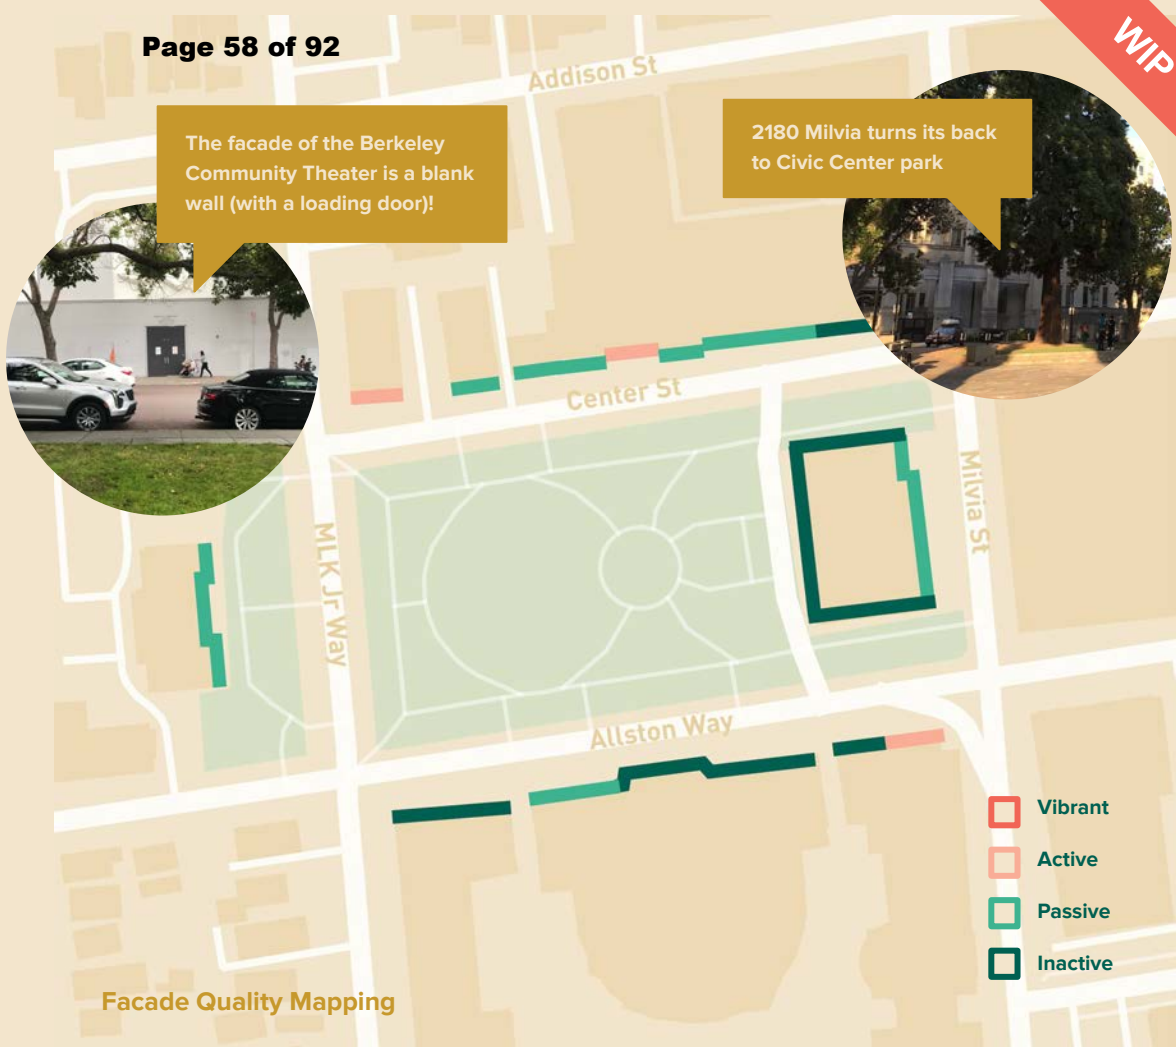 Page 58 of 92
WIP
Addison St
The facade of the Berkeley
Community Theater is a blank
wall (with a loading door)!
2180 Milvia turns its back
to Civic Center park
Center St
Milvia St
MLK Jr Way
Allston Way
Vibrant
Active
Passive
Inactive
Facade Quality Mapping